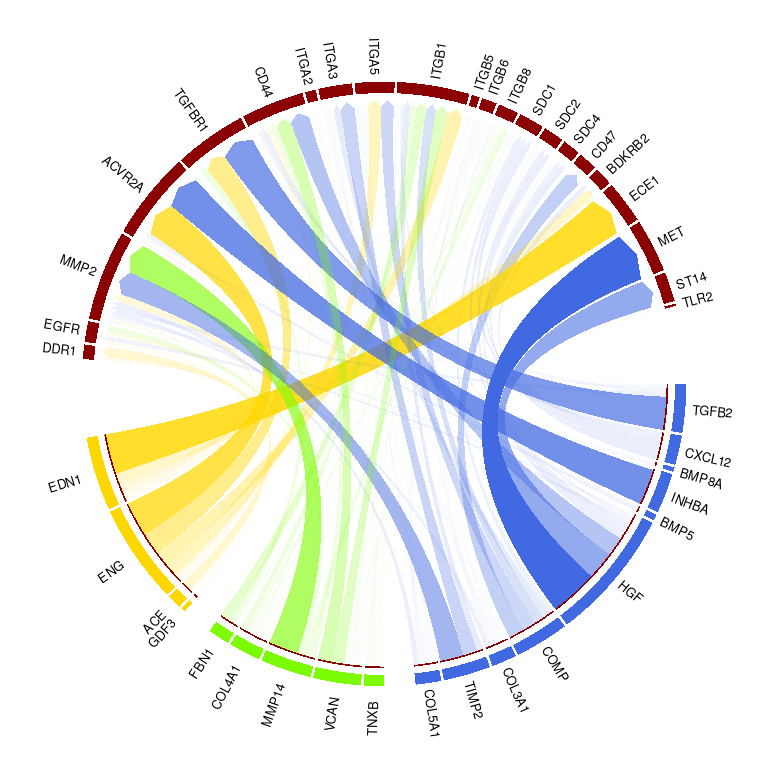 DDR1
EGFR
MMP2
ACVR2A
TGFBR1
CD44
ITGA2
ITGA3
ITGA5
ITGB1
ITGB5
ITGB6
ITGB8
SDC1
SDC2
SDC4
CD47
BDKRB2
ECE1
MET
ST14
TLR2
TGFB2
CXCL12
BMP8A
INHBA
BMP5
HGF
COMP
COL3A1
TIMP2
COL5A1
TNXB
VCAN
MMP14
COL4A1
FBN1
GDF3
ACE
ENG
EDN1